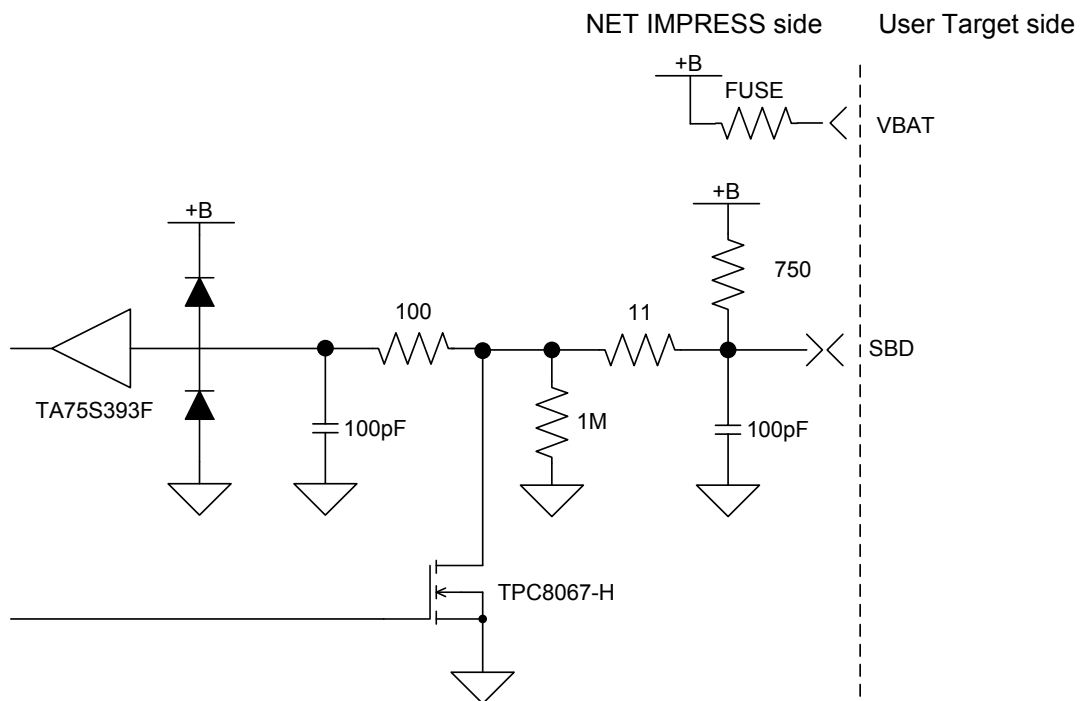 NET IMPRESS side
User Target side
+B
FUSE
VBAT
+B
+B
750
100
11
SBD
TA75S393F
100pF
1M
100pF
TPC8067-H